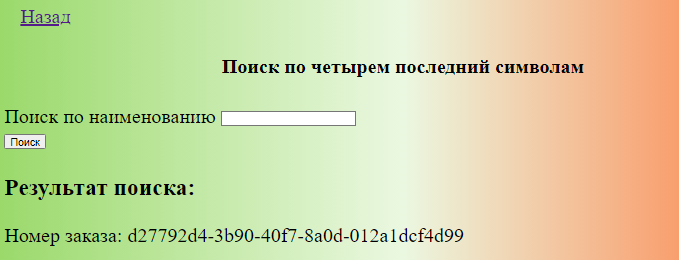 Назад
Поиск по четырем последний символам
Поиск по наименованию
Поиск
Результат поиска:
Номер заказа: d27792d4-3b90-40f7-8a0d-012a1dcf4d99